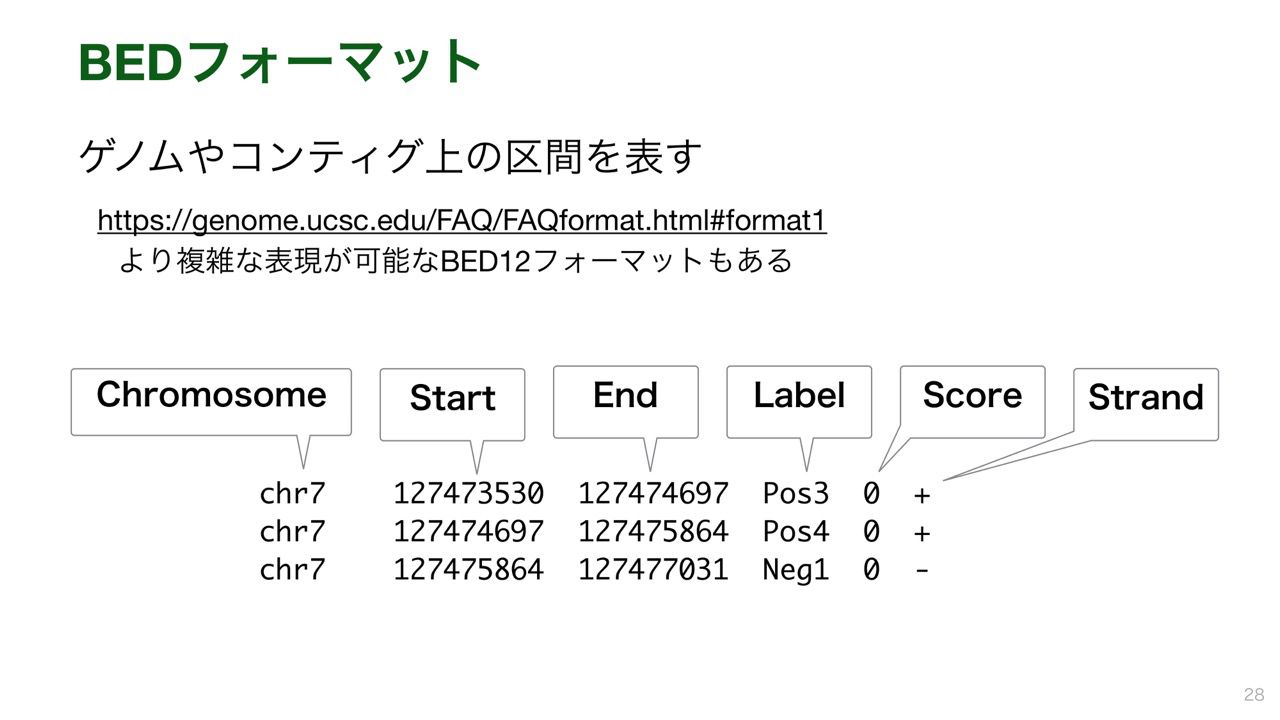 BEDフォーマット
ゲノムやコンティグ上の区間を表す
https://genome.ucsc.edu/FAQ/FAQformat.html#format1
より複雑な表現が可能なBED12フォーマットもある
Chromosome Start End Label Score Strand
chr7 127473530 127474697 Pos3 0 +
chr7 127474697 127475864 Pos4 0 +
chr7 127475864 127477031 Neg1 0 -
28